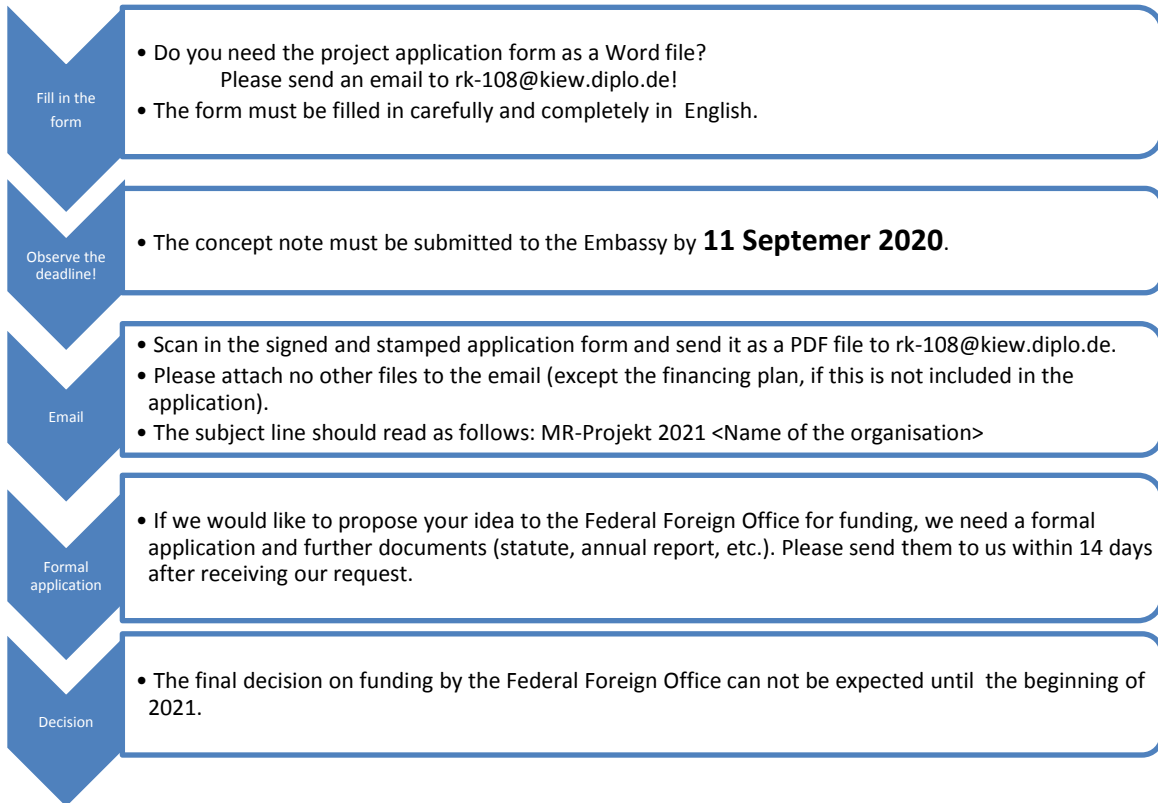 Fill in the
form
• Do you need the project application form as a Word file?
Please send an email to rk-108@kiew.diplo.de!
• The form must be filled in carefully and completely in English.
Observe the
deadline!
• The concept note must be submitted to the Embassy by 11 Septemer 2020.
Email
• Scan in the signed and stamped application form and send it as a PDF file to rk-108@kiew.diplo.de.
• Please attach no other files to the email (except the financing plan, if this is not included in the
application).
• The subject line should read as follows: MR-Projekt 2021 <Name of the organisation>
Formal
application
• If we would like to propose your idea to the Federal Foreign Office for funding, we need a formal
application and further documents (statute, annual report, etc.). Please send them to us within 14 days
after receiving our request.
Decision
• The final decision on funding by the Federal Foreign Office can not be expected until the beginning of
2021.